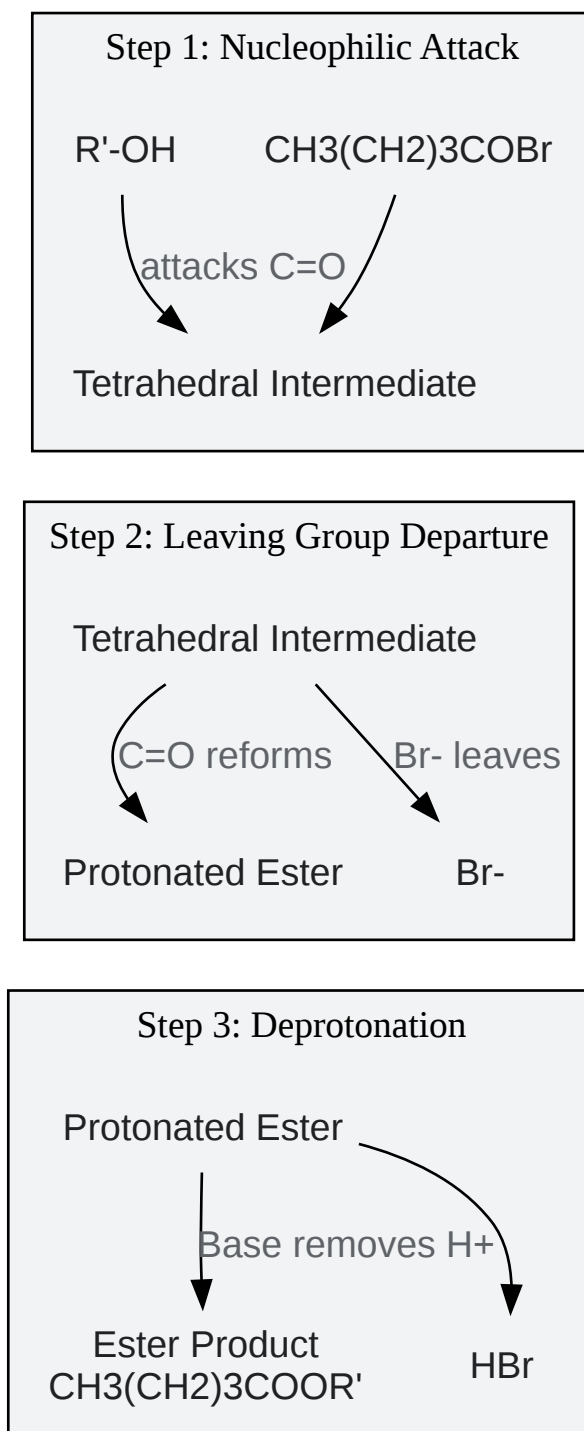 Step 1: Nucleophilic Attack
R'-OH CH3(CH2)3COBr
attacks C=O
Tetrahedral Intermediate
Step 2: Leaving Group Departure
Tetrahedral Intermediate
C=O reforms Br- leaves
Protonated Ester Br-
Step 3: Deprotonation
Protonated Ester
Base removes H+
Ester Product
CH3(CH2)3COOR'
HBr